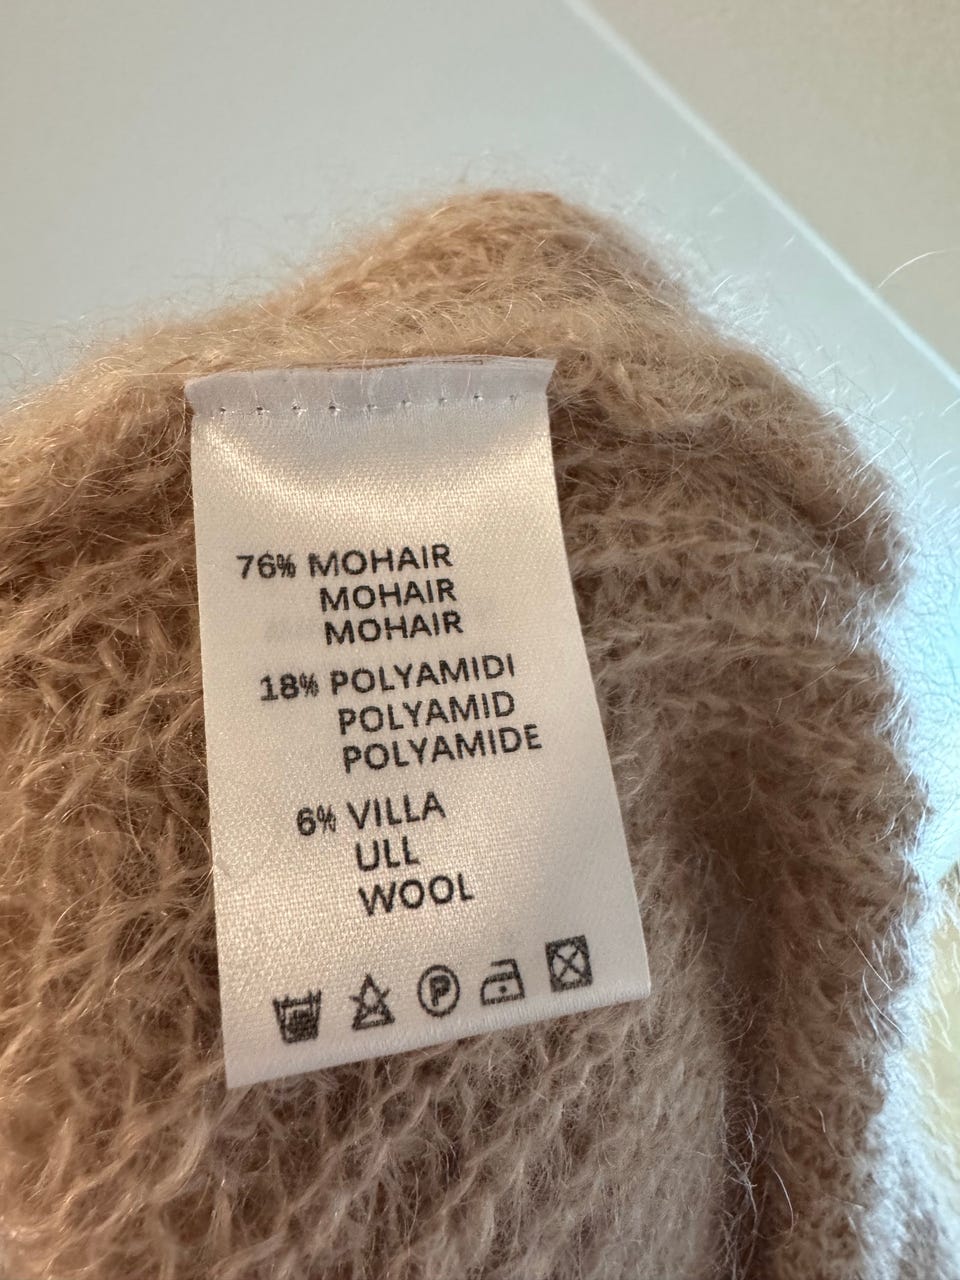 76% MOHAIR
MOHAIR
MOHAIR
18% POLYAMIDI
POLYAMID
POLYAMIDE
6% VILLA
ULL
WOOL
P